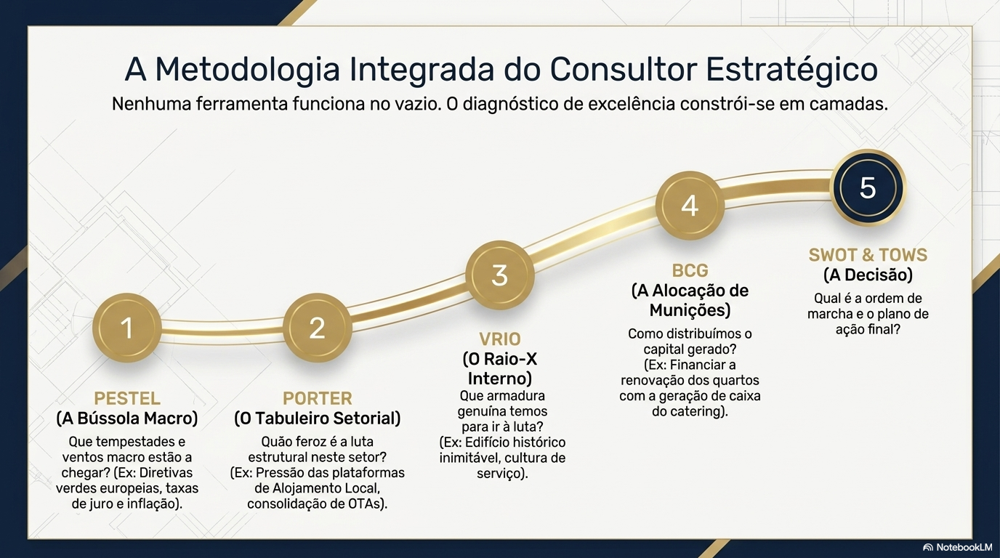 A Metodologia Integrada do Consultor Estratégico
Nenhuma ferramenta funciona no vazio. O diagnóstico de excelência constrói-se em camadas.
1
PESTEL
(A Bússola Macro)
Que tempestades e
ventos macro estão a
chegar? (Ex: Diretivas
verdes europeias, taxas
de juro e inflação).
2
PORTER
(O Tabuleiro Setorial)
Quão feroz é a luta
estrutural neste setor?
(Ex: Pressão das plataformas
de Alojamento Local,
consolidação de OTAs).
3
VRIO
(O Raio-X
Interno)
Que armadura
genuína temos
para ir à luta?
(Ex: Edifício histórico
inimitável, cultura de
serviço).
4
BCG
(A Alocação de
Munições)
Como distribuímos o
capital gerado?
(Ex: Financiar a
renovação dos quartos
com a geração de caixa
do catering).
5
SWOT & TOWS
(A Decisão)
Qual é a ordem de
marcha e o plano de
ação final?
NotebookLM